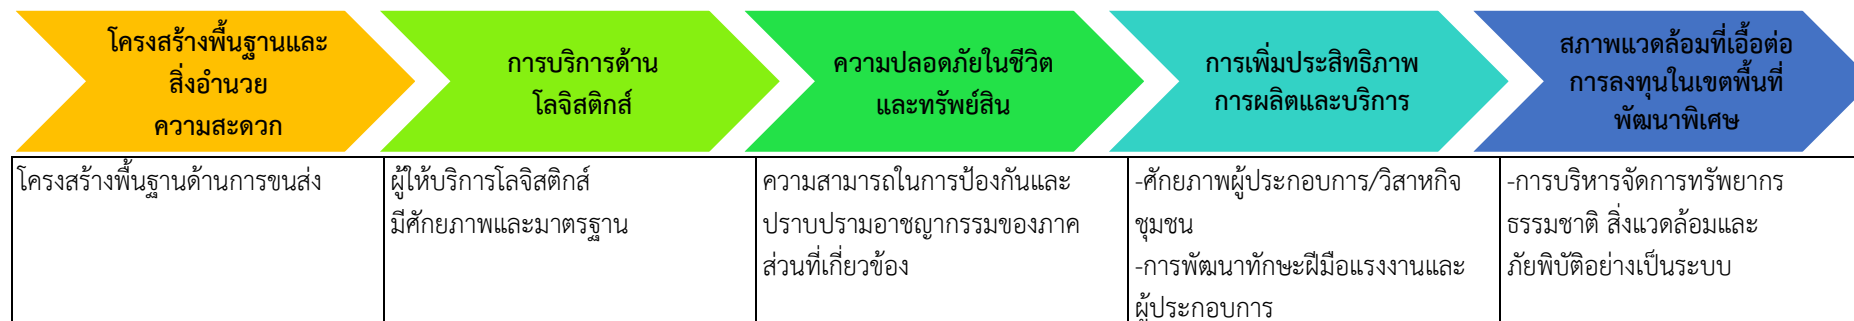 โครงสร้างพื้นฐานและ
สิ่งอำนวย
ความสะดวก
การบริการด้าน
โลจิสติกส์
ความปลอดภัยในชีวิต
และทรัพย์สิน
การเพิ่มประสิทธิภาพ
การผลิตและบริการ
สภาพแวดล้อมที่เอื้อต่อ
การลงทุนในเขตพื้นที่
พัฒนาพิเศษ
โครงสร้างพื้นฐานด้านการขนส่ง
ผู้ให้บริการโลจิสติกส์
มีศักยภาพและมาตรฐาน
ความสามารถในการป้องกันและ
ปราบปรามอาชญากรรมของภาค
ส่วนที่เกี่ยวข้อง
-ศักยภาพผู้ประกอบการ/วิสาหกิจ
ชุมชน
-การพัฒนาทักษะฝีมือแรงงานและ
ผู้ประกอบการ
-การบริหารจัดการทรัพยากร
ธรรมชาติ สิ่งแวดล้อมและ
ภัยพิบัติอย่างเป็นระบบ